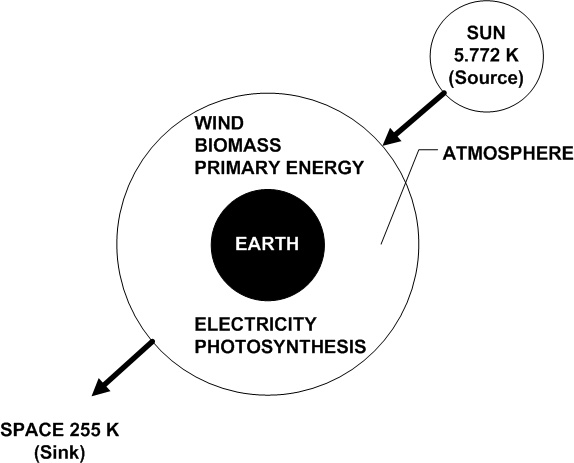 SUN
5.772 K
(Source)
WIND
BIOMASS
PRIMARY ENERGY
ATMOSPHERE
EARTH
ELECTRICITY
PHOTOSYNTHESIS
SPACE 255 K
(Sink)